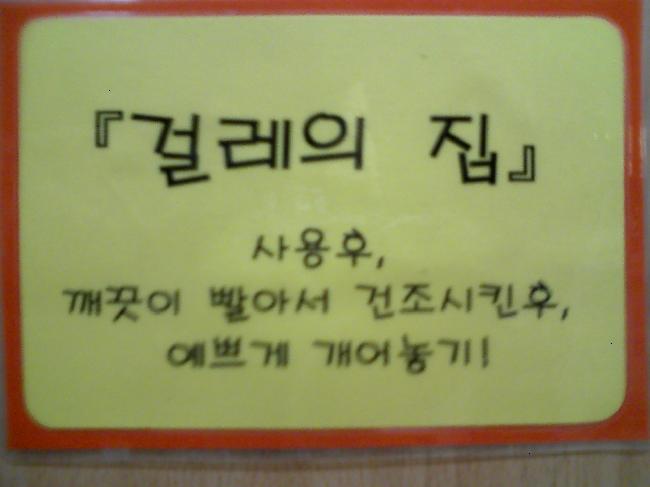 『걸레의 집』
사용후,
깨끗이 빨아서 건조시킨후,
예쁘게 개어놓기!